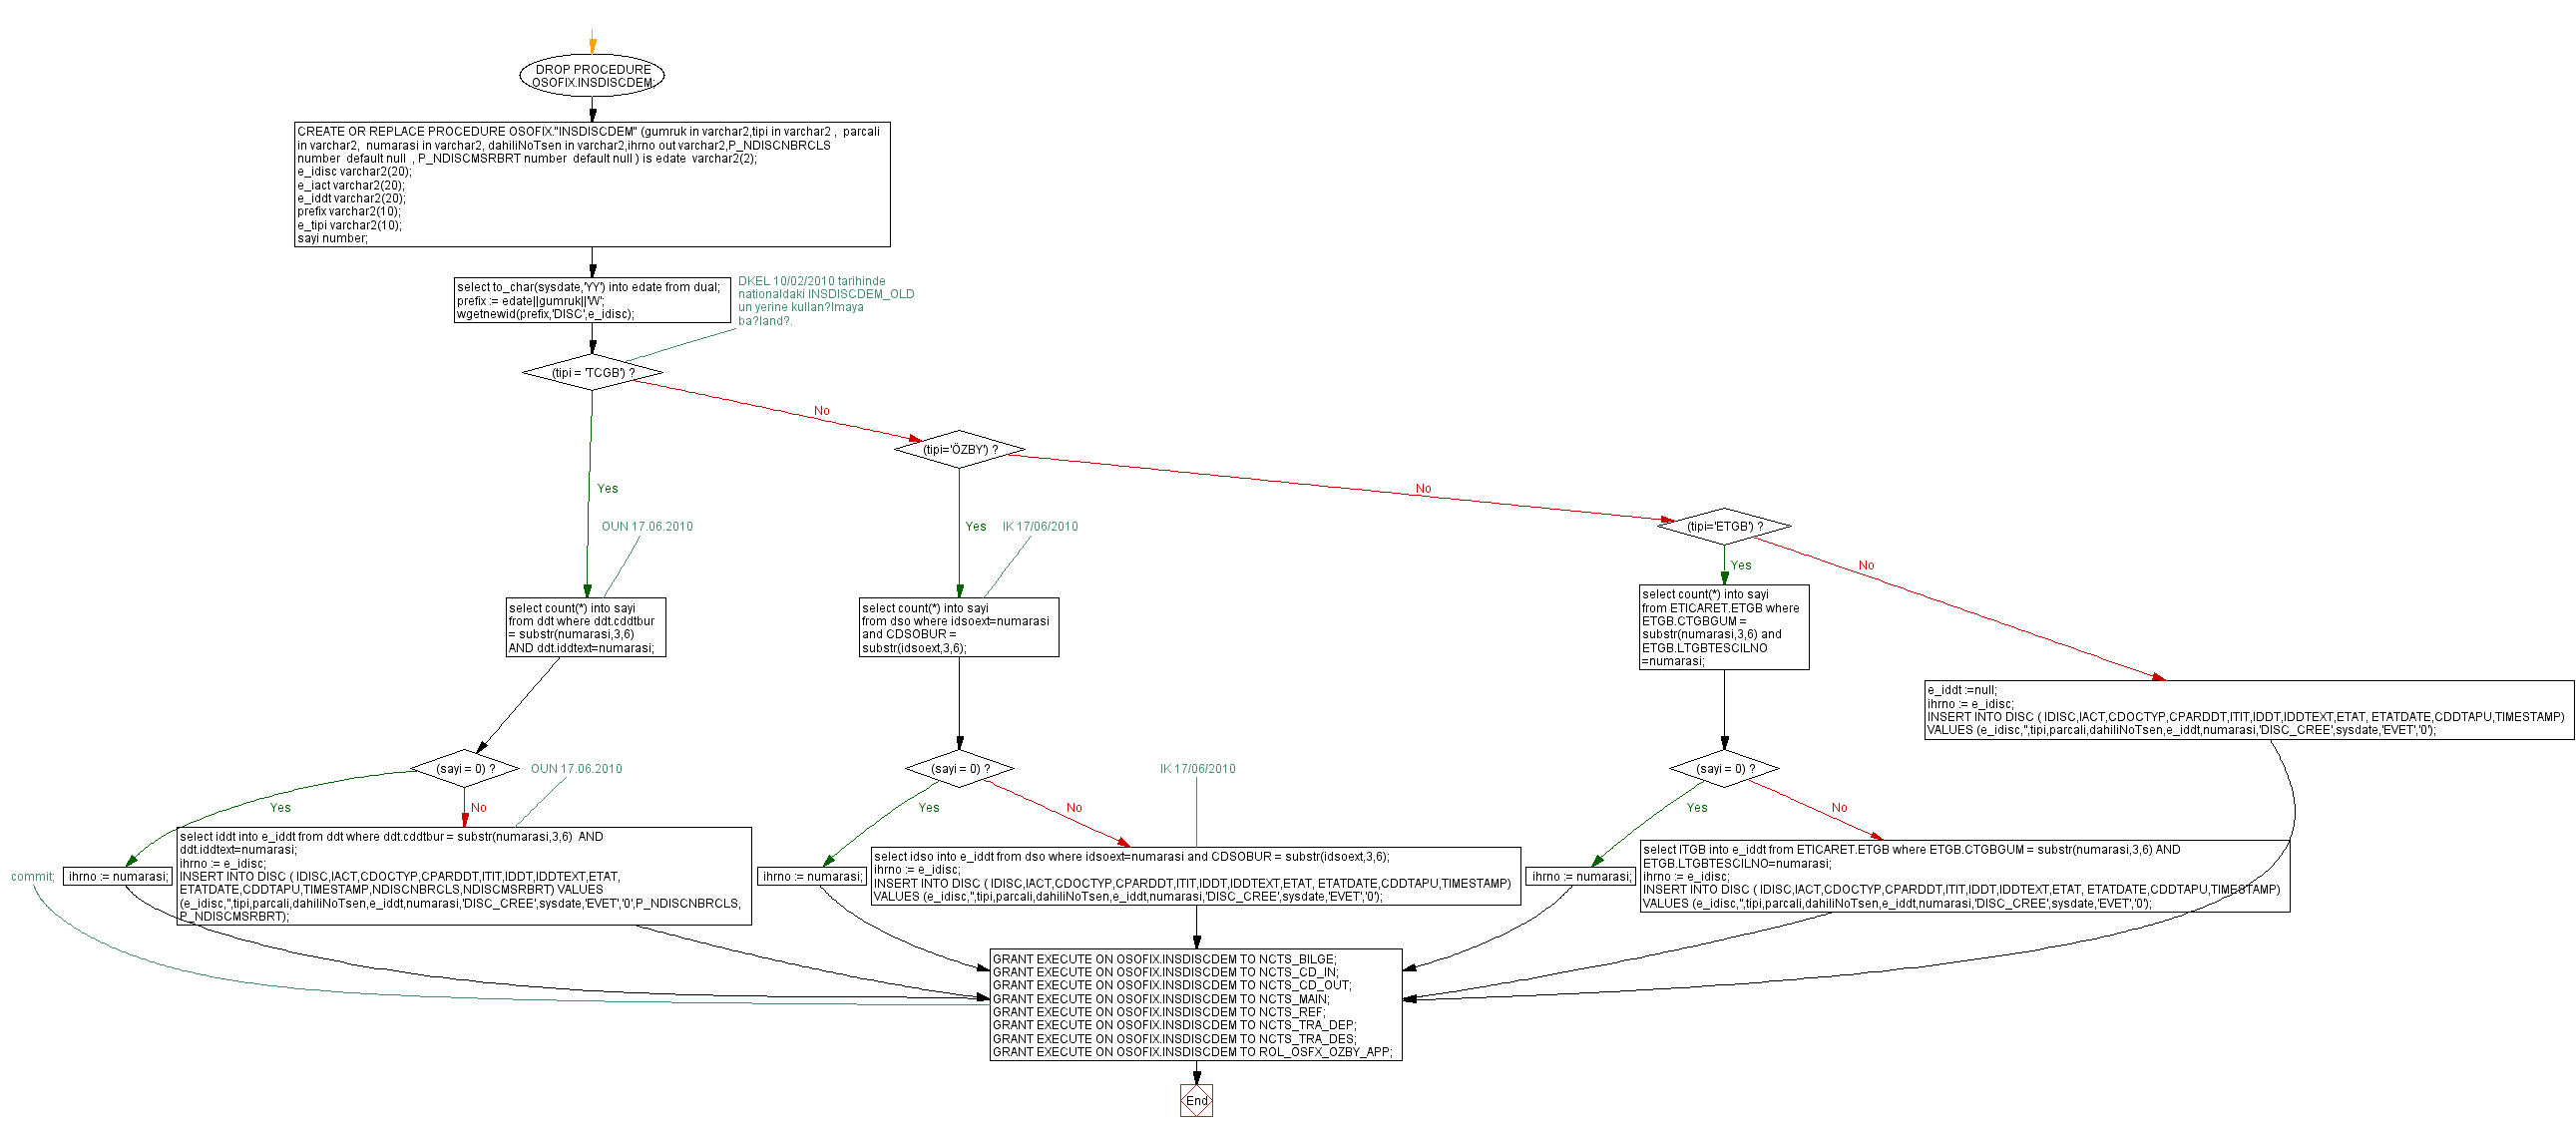 DROP PROCEDURE
OSOFIX.INSDISCDEM;
CREATE OR REPLACE PROCEDURE OSOFIX."INSDISCDEM" (gumruk in varchar2,tipi in varchar2 ,  parcali
in varchar2,  numarasi in varchar2, dahiliNoTsen in varchar2,ihrno out varchar2,P_NDISCNBRCLS
number  default null  , P_NDISCMSRBRT number  default null ) is edate  varchar2(2);
e_idisc varchar2(20);
e_iact varchar2(20);
e_iddt varchar2(20);
prefix varchar2(10);
e_tipi varchar2(10);
sayi number;
select to_char(sysdate,'YY') into edate from dual;
prefix := edate||gumruk||'W';
wgetnewid(prefix,'DISC',e_idisc);
DKEL 10/02/2010 tarihinde
nationaldaki INSDISCDEM_OLD
un yerine kullan?lmaya
ba?land?.
(tipi = 'TCGB') ?
No
(tipi='ÖZBY') ?
Yes
No
OUN 17.06.2010
Yes
IK 17/06/2010
(tipi='ETGB') ?
Yes
No
select count(*) into sayi
from ddt where ddt.cddtbur
= substr(numarasi,3,6)
AND ddt.iddtext=numarasi;
select count(*) into sayi
from dso where idsoext=numarasi
and CDSOBUR =
substr(idsoext,3,6);
select count(*) into sayi
from ETICARET.ETGB where
ETGB.CTGBGUM =
substr(numarasi,3,6) and
ETGB.LTGBTESCILNO
=numarasi;
e_iddt :=null;
ihrno := e_idisc;
INSERT INTO DISC ( IDISC,IACT,CDOCTYP,CPARDDT,ITIT,IDDT,IDDTEXT,ETAT, ETATDATE,CDDTAPU,TIMESTAMP)
VALUES (e_idisc,'',tipi,parcali,dahiliNoTsen,e_iddt,numarasi,'DISC_CREE',sysdate,'EVET','0');
(sayi = 0) ?
OUN 17.06.2010
(sayi = 0) ?
IK 17/06/2010
(sayi = 0) ?
Yes
No
Yes
No
Yes
No
commit;
ihrno := numarasi;
select iddt into e_iddt from ddt where ddt.cddtbur = substr(numarasi,3,6)  AND
ddt.iddtext=numarasi;
ihrno := e_idisc;
INSERT INTO DISC ( IDISC,IACT,CDOCTYP,CPARDDT,ITIT,IDDT,IDDTEXT,ETAT,
ETATDATE,CDDTAPU,TIMESTAMP,NDISCNBRCLS,NDISCMSRBRT) VALUES
(e_idisc,'',tipi,parcali,dahiliNoTsen,e_iddt,numarasi,'DISC_CREE',sysdate,'EVET','0',P_NDISCNBRCLS,
P_NDISCMSRBRT);
ihrno := numarasi;
select idso into e_iddt from dso where idsoext=numarasi and CDSOBUR = substr(idsoext,3,6);
ihrno := e_idisc;
INSERT INTO DISC ( IDISC,IACT,CDOCTYP,CPARDDT,ITIT,IDDT,IDDTEXT,ETAT, ETATDATE,CDDTAPU,TIMESTAMP)
VALUES (e_idisc,'',tipi,parcali,dahiliNoTsen,e_iddt,numarasi,'DISC_CREE',sysdate,'EVET','0');
ihrno := numarasi;
select ITGB into e_iddt from ETICARET.ETGB where ETGB.CTGBGUM = substr(numarasi,3,6) AND
ETGB.LTGBTESCILNO=numarasi;
ihrno := e_idisc;
INSERT INTO DISC ( IDISC,IACT,CDOCTYP,CPARDDT,ITIT,IDDT,IDDTEXT,ETAT, ETATDATE,CDDTAPU,TIMESTAMP)
VALUES (e_idisc,'',tipi,parcali,dahiliNoTsen,e_iddt,numarasi,'DISC_CREE',sysdate,'EVET','0');
GRANT EXECUTE ON OSOFIX.INSDISCDEM TO NCTS_BILGE;
GRANT EXECUTE ON OSOFIX.INSDISCDEM TO NCTS_CD_IN;
GRANT EXECUTE ON OSOFIX.INSDISCDEM TO NCTS_CD_OUT;
GRANT EXECUTE ON OSOFIX.INSDISCDEM TO NCTS_MAIN;
GRANT EXECUTE ON OSOFIX.INSDISCDEM TO NCTS_REF;
GRANT EXECUTE ON OSOFIX.INSDISCDEM TO NCTS_TRA_DEP;
GRANT EXECUTE ON OSOFIX.INSDISCDEM TO NCTS_TRA_DES;
GRANT EXECUTE ON OSOFIX.INSDISCDEM TO ROL_OSFX_OZBY_APP;
End